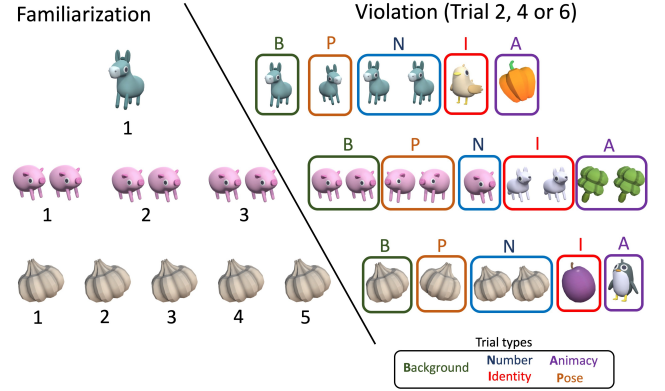 Familiarization
Violation (Trial 2, 4 or 6)
B P N I A
1
B P N I A
1 2 3
B P N I A
1 2 3 4 5
Trial types
Background Number Animacy
Identity Pose